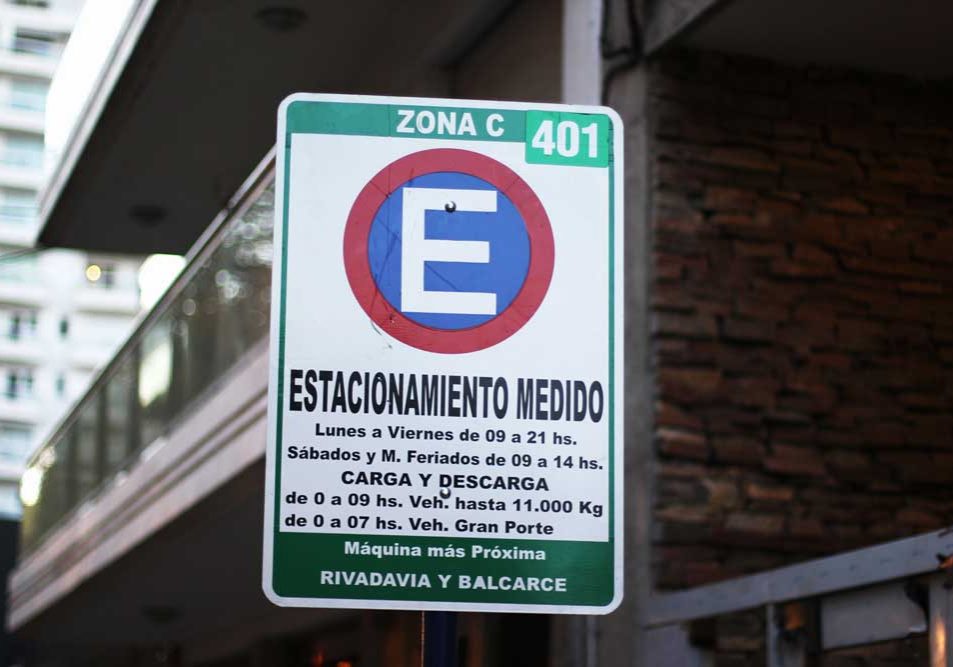 ZONA C
401
E
ESTACIONAMIENTO MEDIDO
Lunes a Viernes de 09 a 21 hs.
Sábados y M. Feriados de 09 a 14 hs.
CARGA Y DESCARGA
de 0 a 09 hs. Veh. hasta 11.000 Kg
de 0 a 07 hs. Veh. Gran Porte
Máquina más Próxima
RIVADAVIA Y BALCARCE